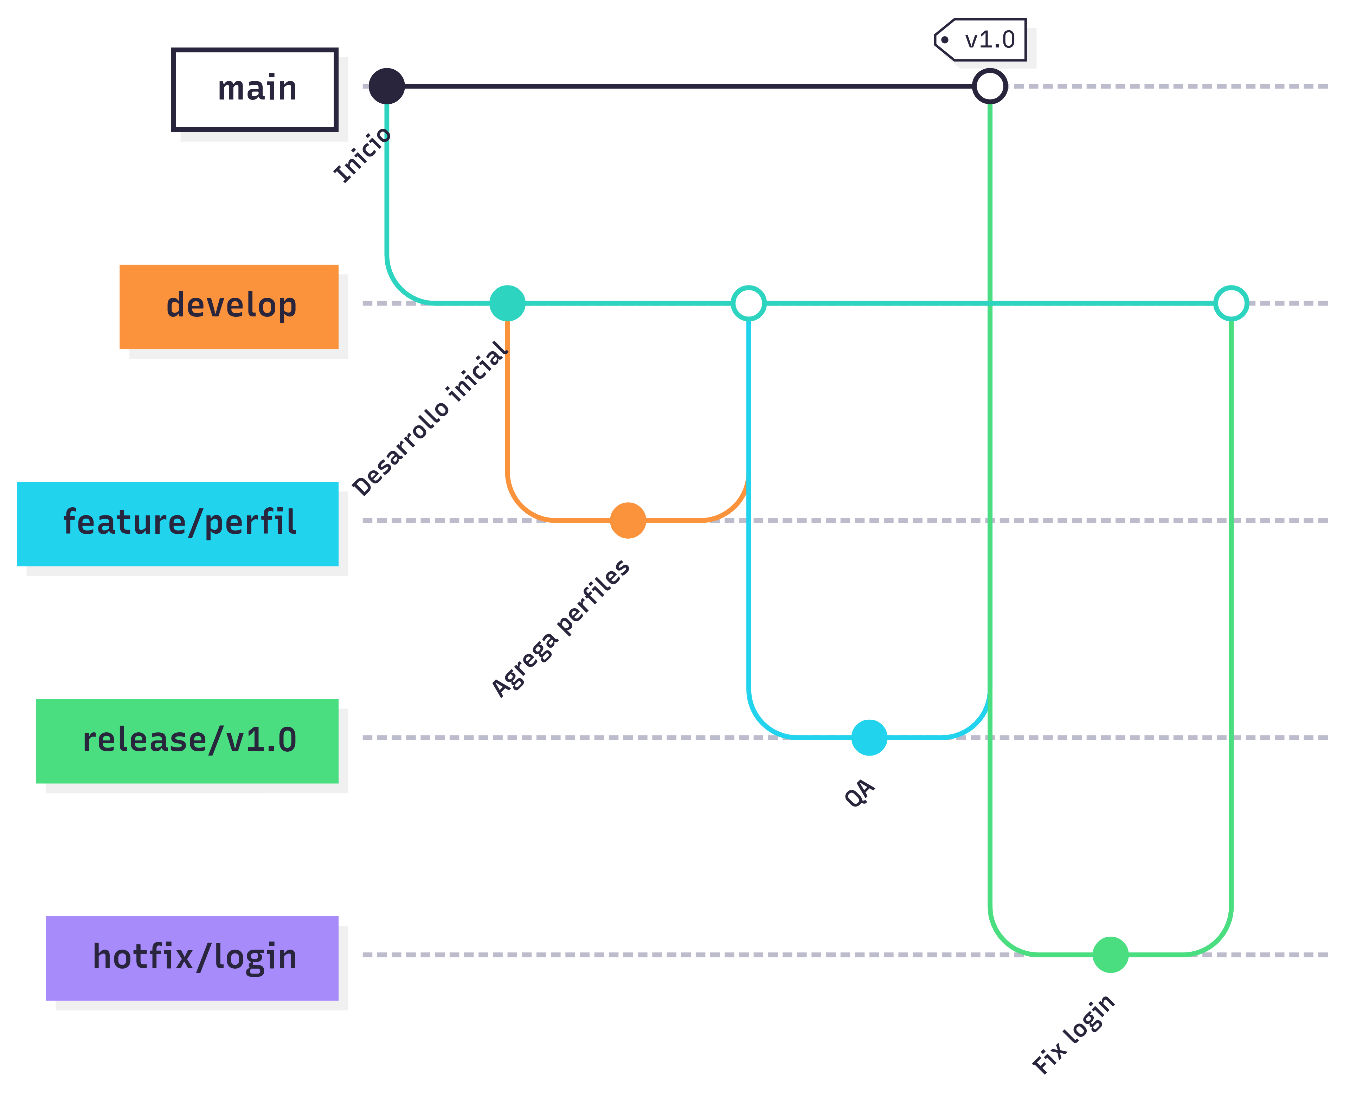 v1.0
main
Inicio
develop
Desarrollo inicial
feature/perfil
Agrega perfiles
release/v1.0
QA
hotfix/login
Fix login